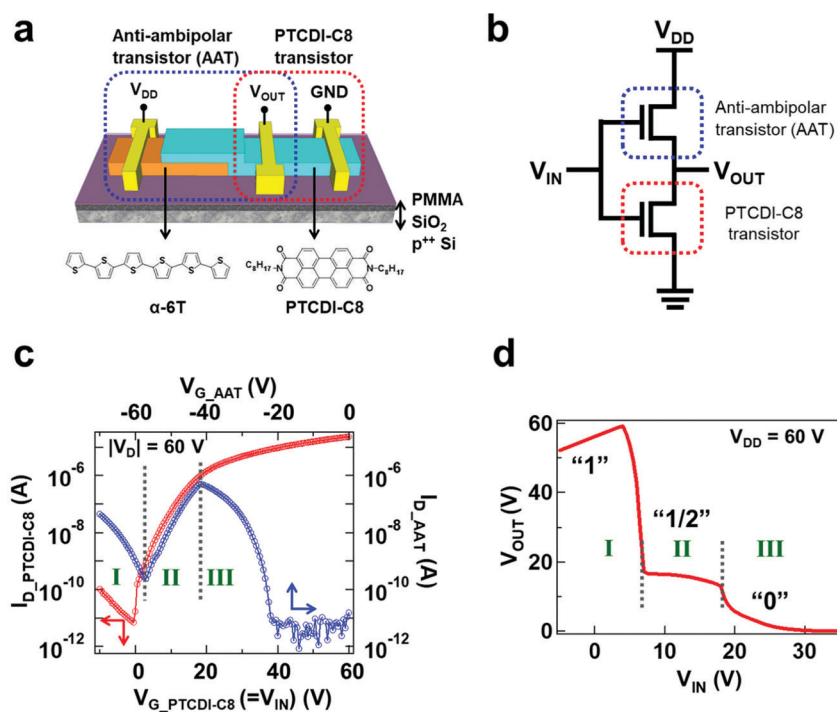 a
Anti-ambipolar
transistor (AAT)
PTCDI-C8
transistor
V_DD
V_OUT
GND
PMMA
SiO₂
p⁺⁺ Si
S
S
S
S
S
S
α-6T
C₈H₁₇-N
O
O
O
O
N-C₈H₁₇
PTCDI-C8
b
V_DD
Anti-ambipolar
transistor (AAT)
V_IN
V_OUT
PTCDI-C8
transistor
c
V_G_AAT (V)
-60 -40 -20 0
|V_D| = 60 V
I_D_PTCDI-C8 (A)
10⁻⁶
10⁻⁸
10⁻¹⁰
10⁻¹²
I II III
10⁻⁶
10⁻⁸
10⁻¹⁰
10⁻¹²
I_D_AAT (A)
0 20 40 60
V_G_PTCDI-C8 (=V_IN) (V)
d
V_OUT (V)
60
40
20
0
V_DD = 60 V
“1”
“1/2”
I II III
“0”
0 10 20 30
V_IN (V)